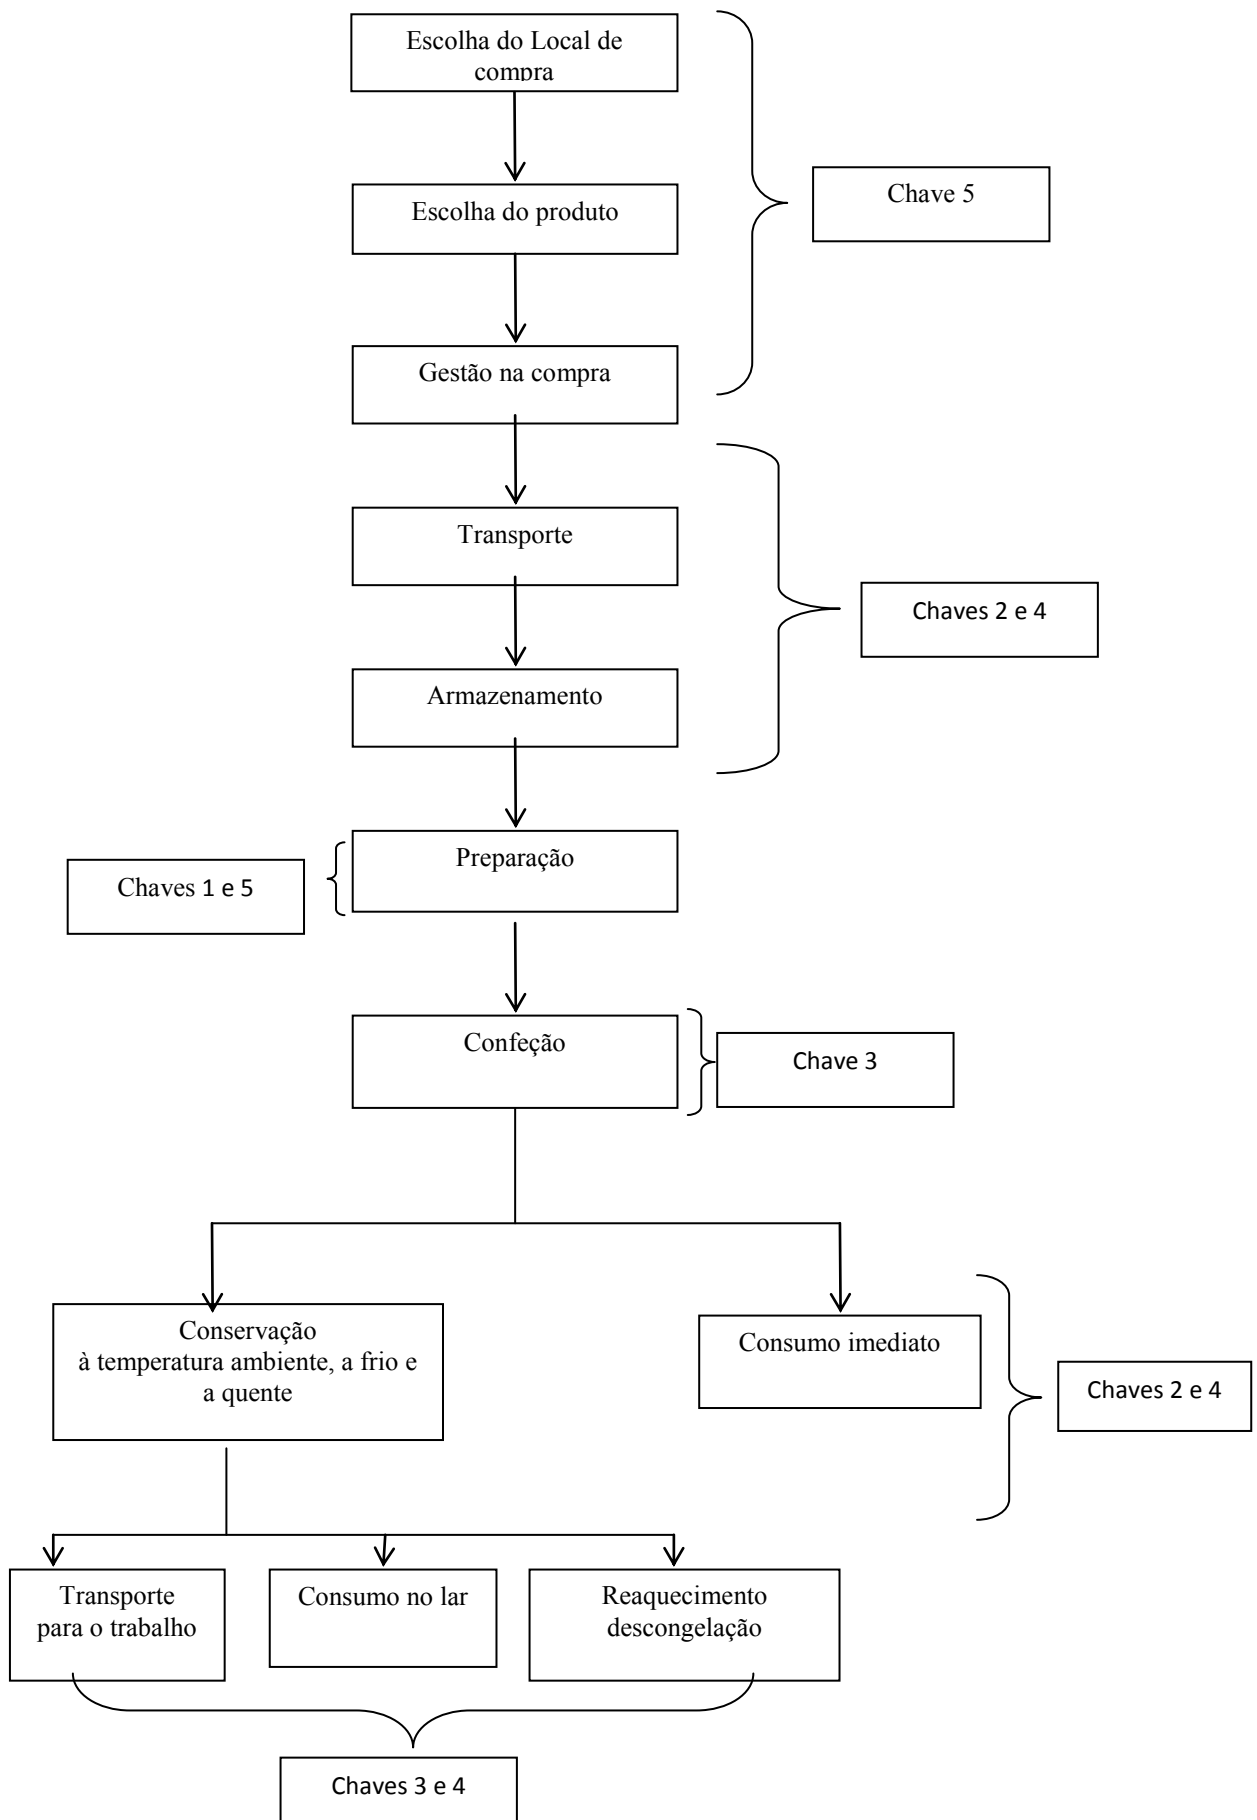 Escolha do Local de
compra
Escolha do produto
Chave 5
Gestão na compra
Transporte
Chaves 2 e 4
Armazenamento
Preparação
Chaves 1 e 5
Confeção
Chave 3
Conservação
à temperatura ambiente, a frio e
a quente
Consumo imediato
Chaves 2 e 4
Transporte
para o trabalho
Consumo no lar
Reaquecimento
descongelação
Chaves 3 e 4